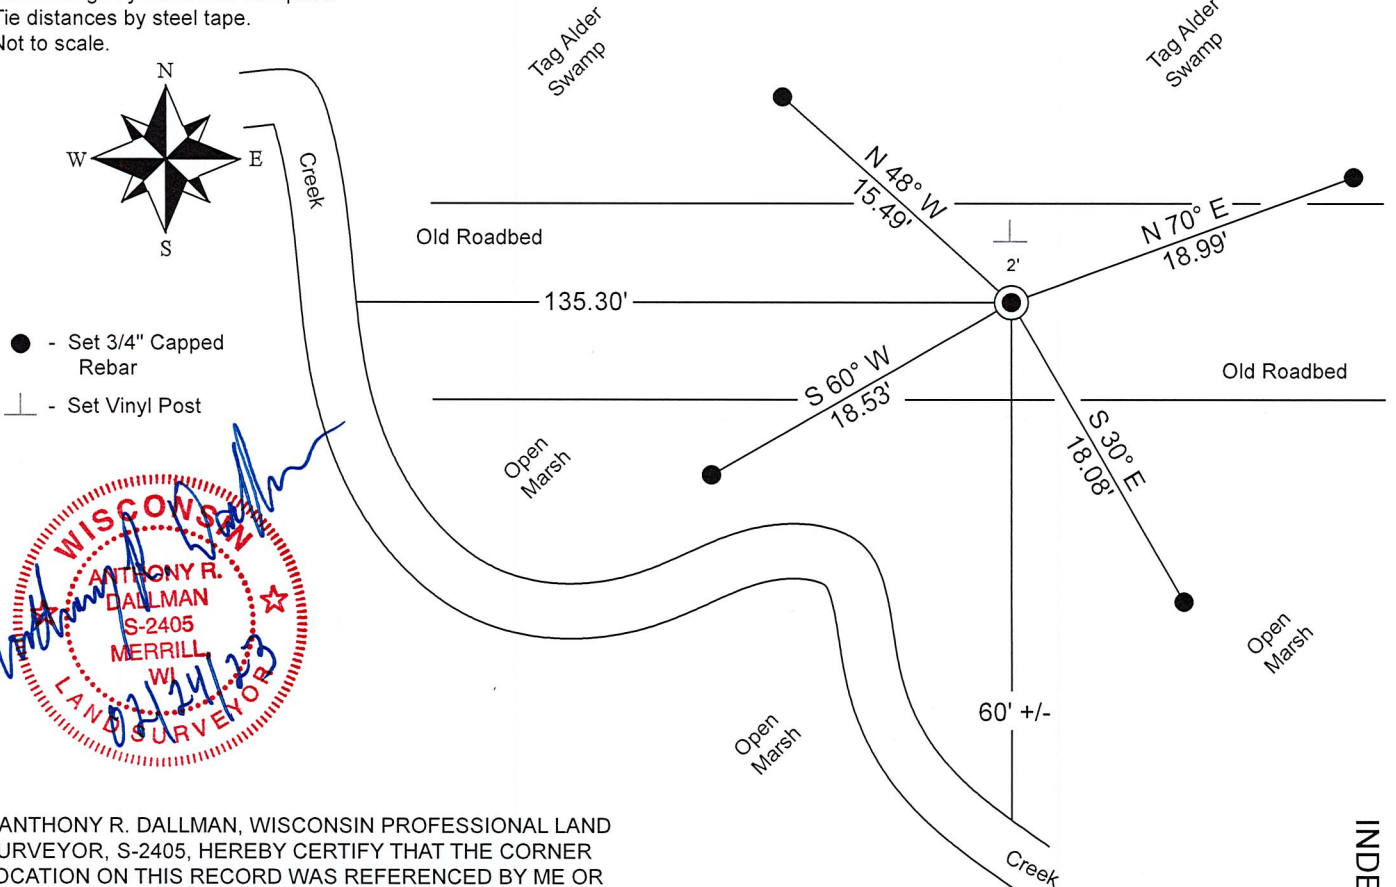 Tie distances by steel tape.
Not to scale.
N
W
E
S
Creek
Tag Alder
Swamp
Tag Alder
Swamp
N 48° W
15.49'
N 70° E
18.99'
Old Roadbed
2'
135.30'
- Set 3/4" Capped
Rebar
- Set Vinyl Post
S 60° W
18.53'
Old Roadbed
S 30° E
18.08'
Open
Marsh
Open
Marsh
Open
Marsh
60' +/-
Creek
WISCONSIN
ANTHONY R.
DALLMAN
S-2405
MERRILL,
WI
LAND SURVEYOR
Anthony R. Dallman
02/24/23
ANTHONY R. DALLMAN, WISCONSIN PROFESSIONAL LAND
URVEYOR, S-2405, HEREBY CERTIFY THAT THE CORNER
OCATION ON THIS RECORD WAS REFERENCED BY ME OR
INDE